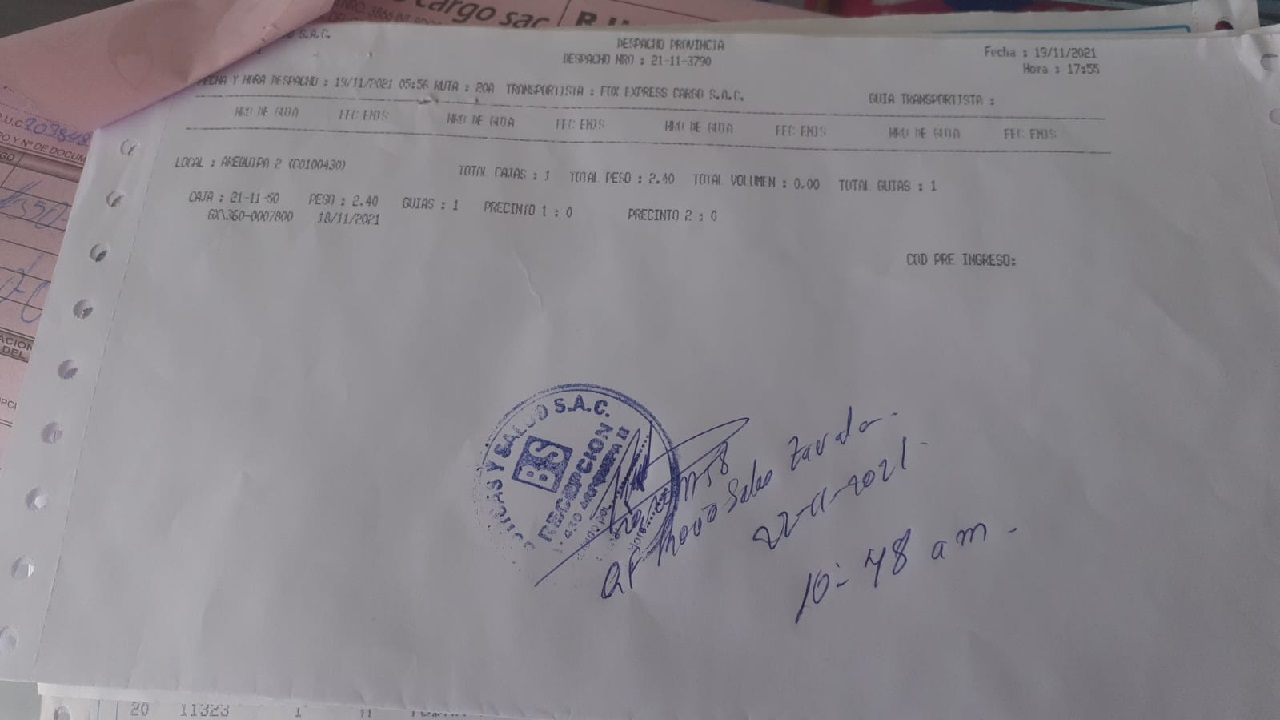 cargo sac
S.A.C.
DESPACHO PROVINCIA
DESPACHO NRO : 21-11-3790
Fecha : 19/11/2021
Hora : 17:55
FECHA Y HORA DESPACHO : 19/11/2021 05:56 RUTA : 20A TRANSPORTISTA : FOX EXPRESS CARGO S.A.C. GUIA TRANSPORTISTA :
NRO DE GUIA FEC EMIS NRO DE GUIA FEC EMIS NRO DE GUIA FEC EMIS NRO DE GUIA FEC EMIS
LOCAL : AREQUIPA 2 (C0100430) TOTAL CAJAS : 1 TOTAL PESO : 2.40 TOTAL VOLUMEN : 0.00 TOTAL GUIAS : 1
CAJA : 21-11-60 PESO : 2.40 GUIAS : 1 PRECINTO 1 : 0 PRECINTO 2 : 0
18/11/2021
COD PRE INGRESO:
Y SALUD S.A.C.
BS
RECEPCION
AREQUIPA II
QF
22-11-2021
10:48 am
20 11323 1